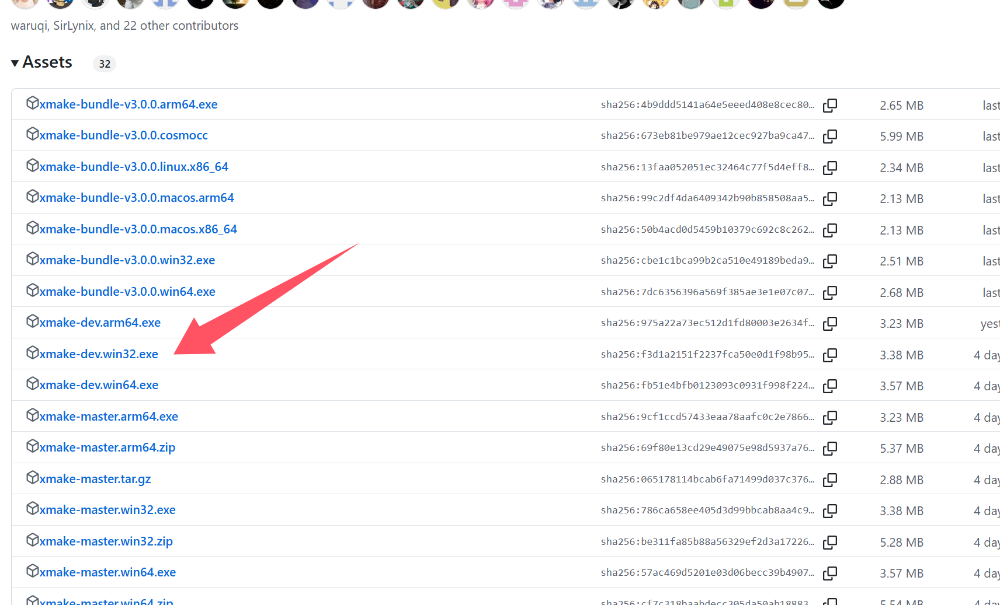 waruqi, SirLynix, and 22 other contributors
Assets 32
xmake-bundle-v3.0.0.arm64.exe sha256:4b9ddd5141a64e5eeed408e8cec80… 2.65 MB last
xmake-bundle-v3.0.0.cosmocc sha256:673eb81be979ae12cec927ba9ca47… 5.99 MB last
xmake-bundle-v3.0.0.linux.x86_64 sha256:13faa052051ec32464c77f5d4eff8… 2.34 MB last
xmake-bundle-v3.0.0.macos.arm64 sha256:99c2df4da6409342b90b858508aa5… 2.13 MB last
xmake-bundle-v3.0.0.macos.x86_64 sha256:50b4acd0d5459b10379c692c8c262… 2.13 MB last
xmake-bundle-v3.0.0.win32.exe sha256:cbe1c1bca99b2ca510e49189beda9… 2.51 MB last
xmake-bundle-v3.0.0.win64.exe sha256:7dc6356396a569f385ae3e1e07c07… 2.68 MB last
xmake-dev.arm64.exe sha256:975a22a73ec512d1fd80003e2634f… 3.23 MB yest
xmake-dev.win32.exe sha256:f3d1a2151f2237fca50e0d1f98b95… 3.38 MB 4 day
xmake-dev.win64.exe sha256:fb51e4bfb0123093c0931f998f224… 3.57 MB 4 day
xmake-master.arm64.exe sha256:9cf1ccd57433eaa78aafc0c2e7866… 3.23 MB 4 day
xmake-master.arm64.zip sha256:69f80e13cd29e49075e98d5937a76… 5.37 MB 4 day
xmake-master.tar.gz sha256:065178114bcab6fa71499d037c376… 2.88 MB 4 day
xmake-master.win32.exe sha256:786ca658ee405d3d99bbcab8aa4c9… 3.38 MB 4 day
xmake-master.win32.zip sha256:be311fa85b88a56329ef2d3a17226… 5.28 MB 4 day
xmake-master.win64.exe sha256:57ac469d5201e03d06becc39b4907… 3.57 MB 4 day
xmake-master.win64.zip sha256:cf7c318baabdecc305da50ab18883… 5.54 MB 4 day